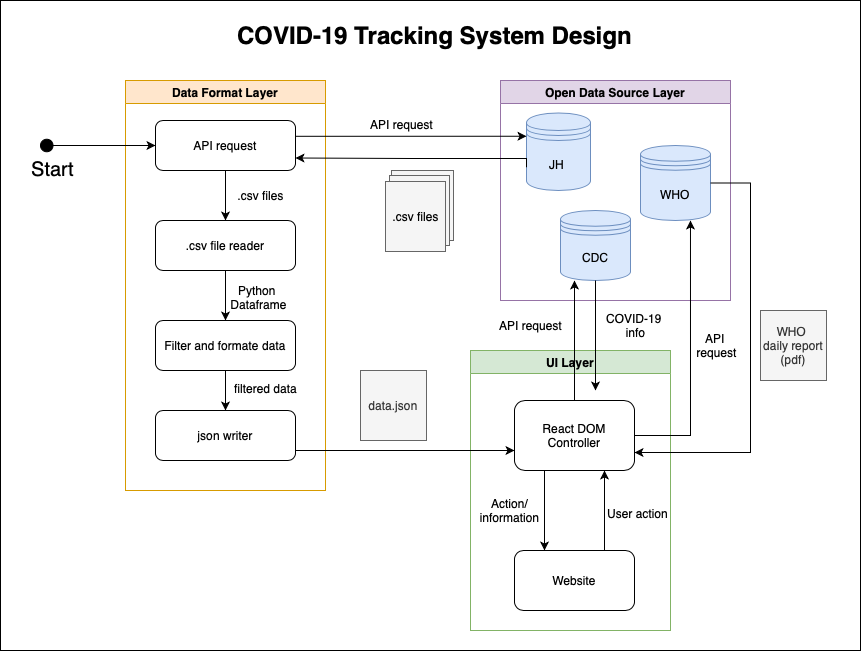 COVID-19 Tracking System Design
Data Format Layer
Open Data Source Layer
API request
API request
JH
Start
WHO
.csv files
.csv files
.csv file reader
CDC
Python
Dataframe
API request
COVID-19
info
WHO
daily report
(pdf)
Filter and formate data
API
request
UI Layer
filtered data
data.json
json writer
React DOM
Controller
Action/
information
User action
Website